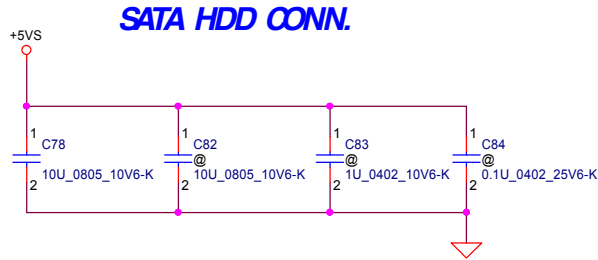 SATA HDD CONN.
+5VS
1 1 1 1
C78 C82 C83 C84
@ @ @
10U_0805_10V6-K 10U_0805_10V6-K 1U_0402_10V6-K 0.1U_0402_25V6-K
2 2 2 2